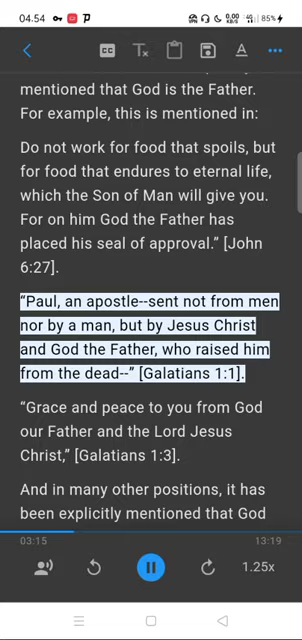 04.54
0,00 KB/S
4G
85%
CC
A
mentioned that God is the Father.
For example, this is mentioned in:
Do not work for food that spoils, but
for food that endures to eternal life,
which the Son of Man will give you.
For on him God the Father has
placed his seal of approval.” [John
6:27].
“Paul, an apostle--sent not from men
nor by a man, but by Jesus Christ
and God the Father, who raised him
from the dead--” [Galatians 1:1].
“Grace and peace to you from God
our Father and the Lord Jesus
Christ,” [Galatians 1:3].
And in many other positions, it has
been explicitly mentioned that God
03:15
13:19
1.25x